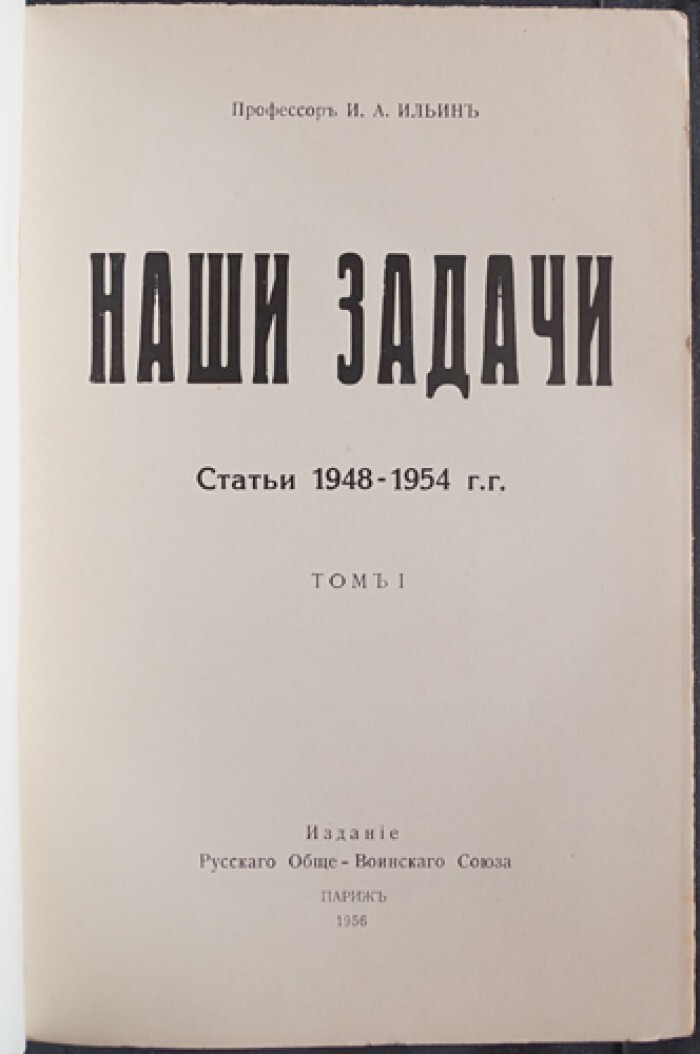 Профессоръ И. А. ИЛЬИНЪ
НАШИ ЗАДАЧИ
Статьи 1948-1954 г.г.
ТОМЪ I
Изданіе
Русскаго Обще-Воинскаго Союза
ПАРИЖЪ
1956